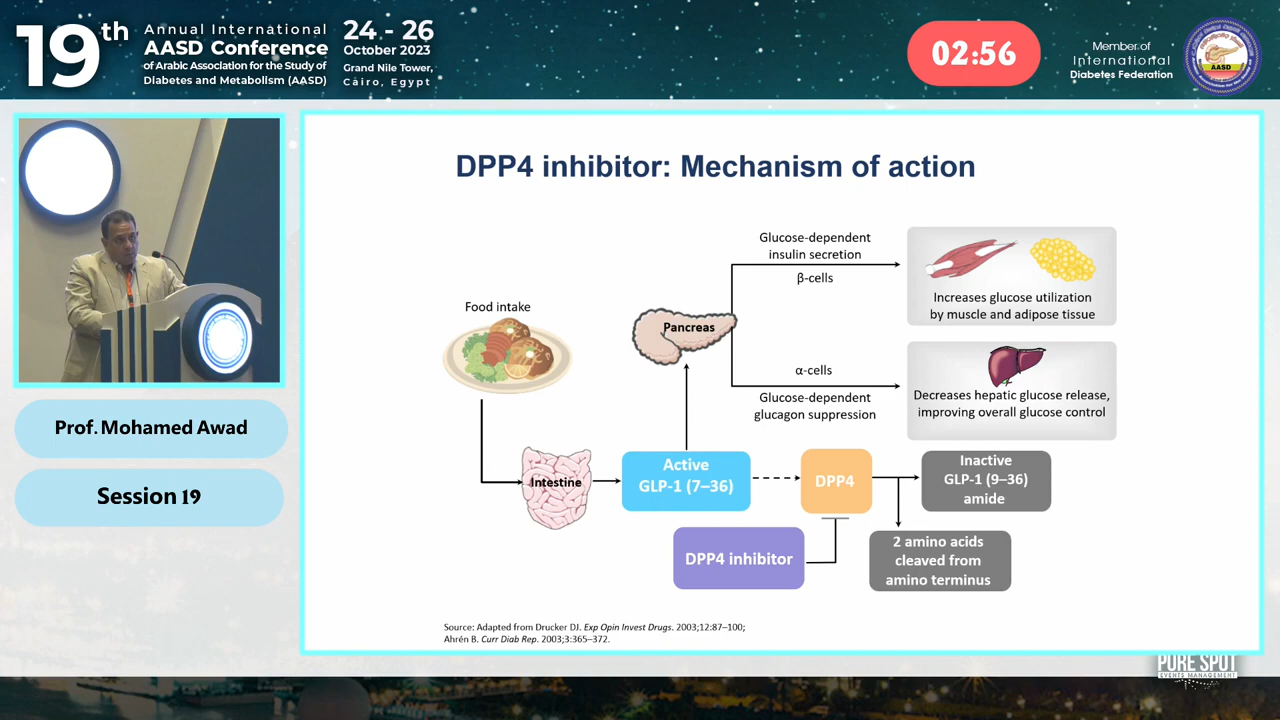 19th
Annual International
AASD Conference
of Arabic Association for the Study of
Diabetes and Metabolism (AASD)
24 - 26
October 2023
Grand Nile Tower,
Cairo, Egypt
02:56
Member of
International
Diabetes Federation
AASD
DPP4 inhibitor: Mechanism of action
Glucose-dependent
insulin secretion
β-cells
Increases glucose utilization
by muscle and adipose tissue
Food intake
Pancreas
α-cells
Glucose-dependent
glucagon suppression
Decreases hepatic glucose release,
improving overall glucose control
Intestine
Active
GLP-1 (7–36)
DPP4
Inactive
GLP-1 (9–36)
amide
DPP4 inhibitor
2 amino acids
cleaved from
amino terminus
Source: Adapted from Drucker DJ. Exp Opin Invest Drugs. 2003;12:87–100;
Ahrén B. Curr Diab Rep. 2003;3:365–372.
Prof. Mohamed Awad
Session 19
PURE SPOT
EVENTS MANAGEMENT